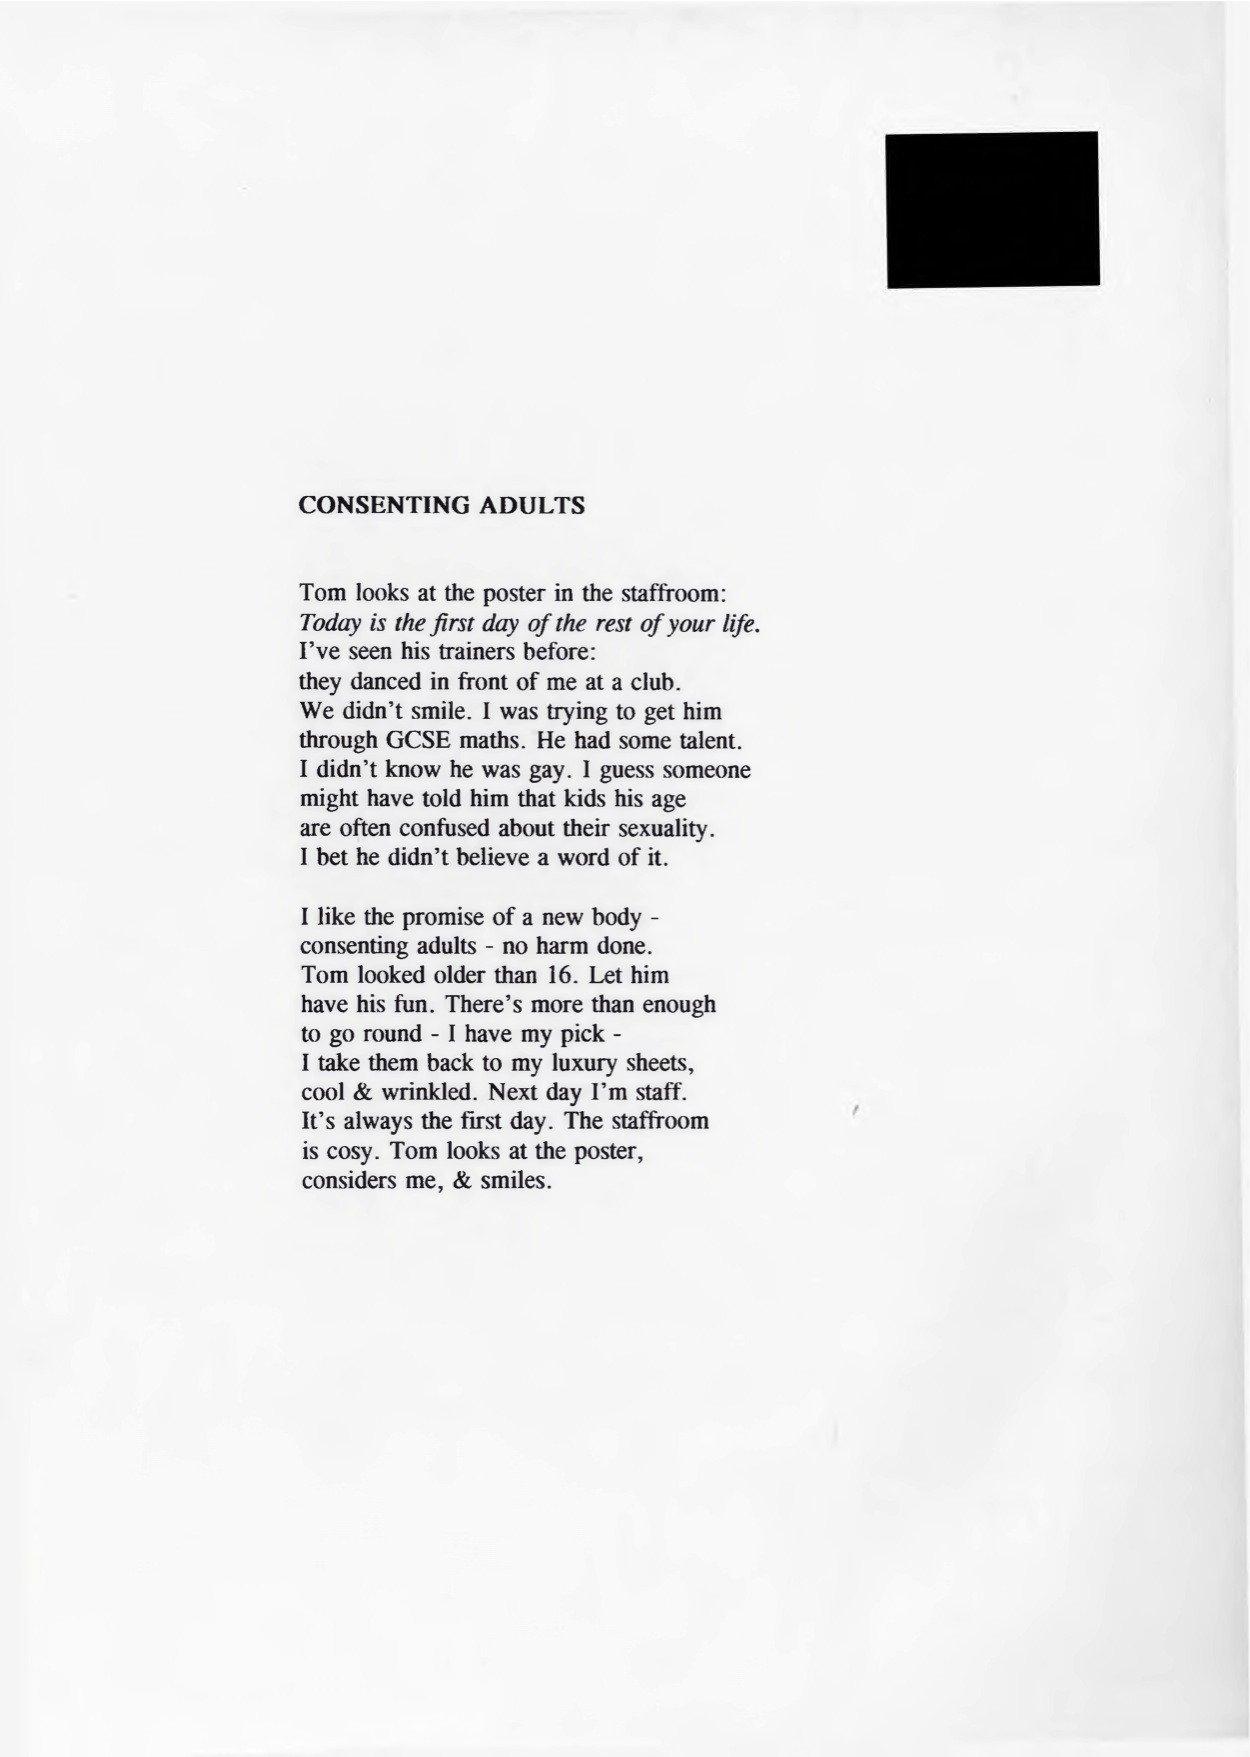 CONSENTING ADULTS
Tom looks at the poster in the staffroom:
Today is the first day of the rest of your life.
I've seen his trainers before:
they danced in front of me at a club.
We didn't smile. I was trying to get him
through GCSE maths. He had some talent.
I didn't know he was gay. I guess someone
might have told him that kids his age
are often confused about their sexuality.
I bet he didn't believe a word of it.
I like the promise of a new body -
consenting adults - no harm done.
Tom looked older than 16. Let him
have his fun. There's more than enough
to go round - I have my pick -
I take them back to my luxury sheets,
cool & wrinkled. Next day I'm staff.
It's always the first day. The staffroom
is cosy. Tom looks at the poster,
considers me, & smiles.